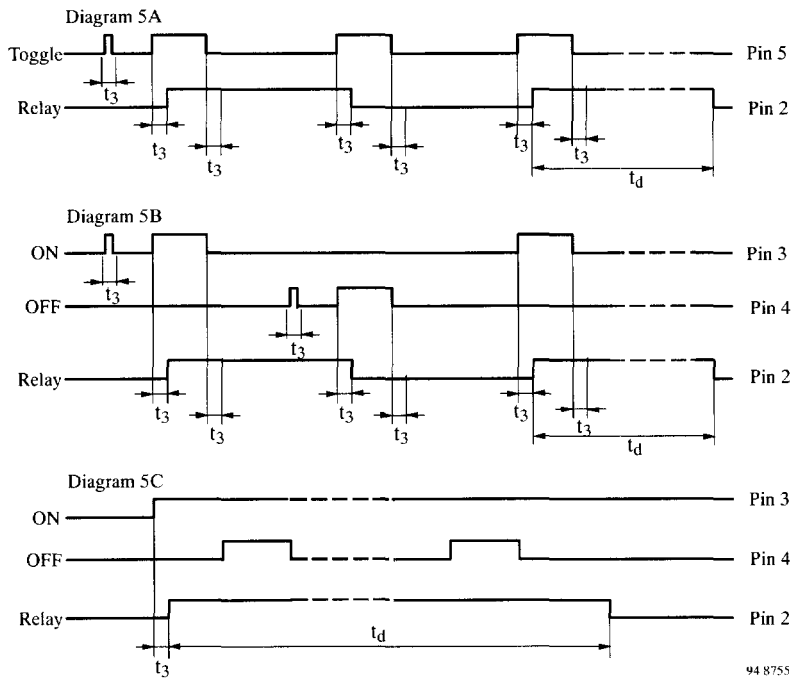 Diagram 5A
Toggle Pin 5
t3
Relay Pin 2
t3 t3 t3 t3 t3 t3
td
Diagram 5B
ON Pin 3
t3
OFF Pin 4
t3
Relay Pin 2
t3 t3 t3 t3 t3 t3
td
Diagram 5C
ON Pin 3
OFF Pin 4
Relay Pin 2
t3 td
94 8755